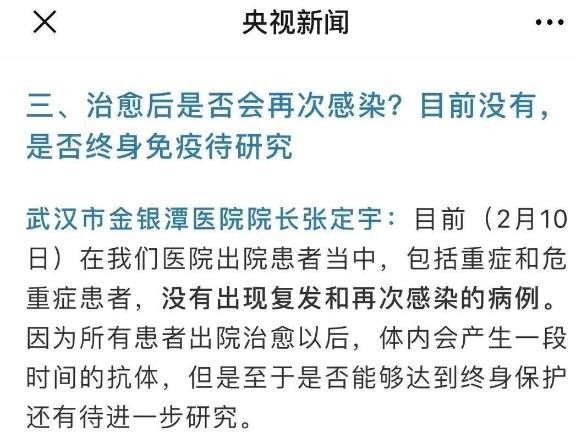 央视新闻
三、治愈后是否会再次感染？目前没有，
是否终身免疫待研究
武汉市金银潭医院院长张定宇：目前（2月10
日）在我们医院出院患者当中，包括重症和危
重症患者，没有出现复发和再次感染的病例。
因为所有患者出院治愈以后，体内会产生一段
时间的抗体，但是至于是否能够达到终身保护
还有待进一步研究。